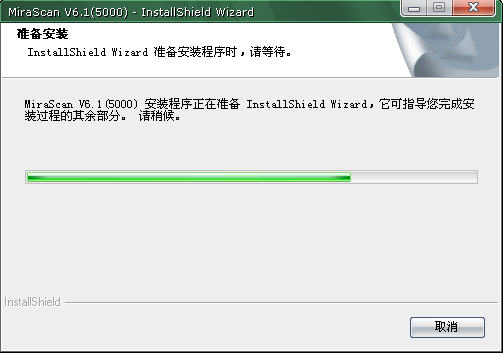 MiraScan V6.1(5000) - InstallShield Wizard
准备安装
InstallShield Wizard 准备安装程序时，请等待。
MiraScan V6.1(5000) 安装程序正在准备 InstallShield Wizard，它可指导您完成安
装过程的其余部分。 请稍候。
InstallShield
取消